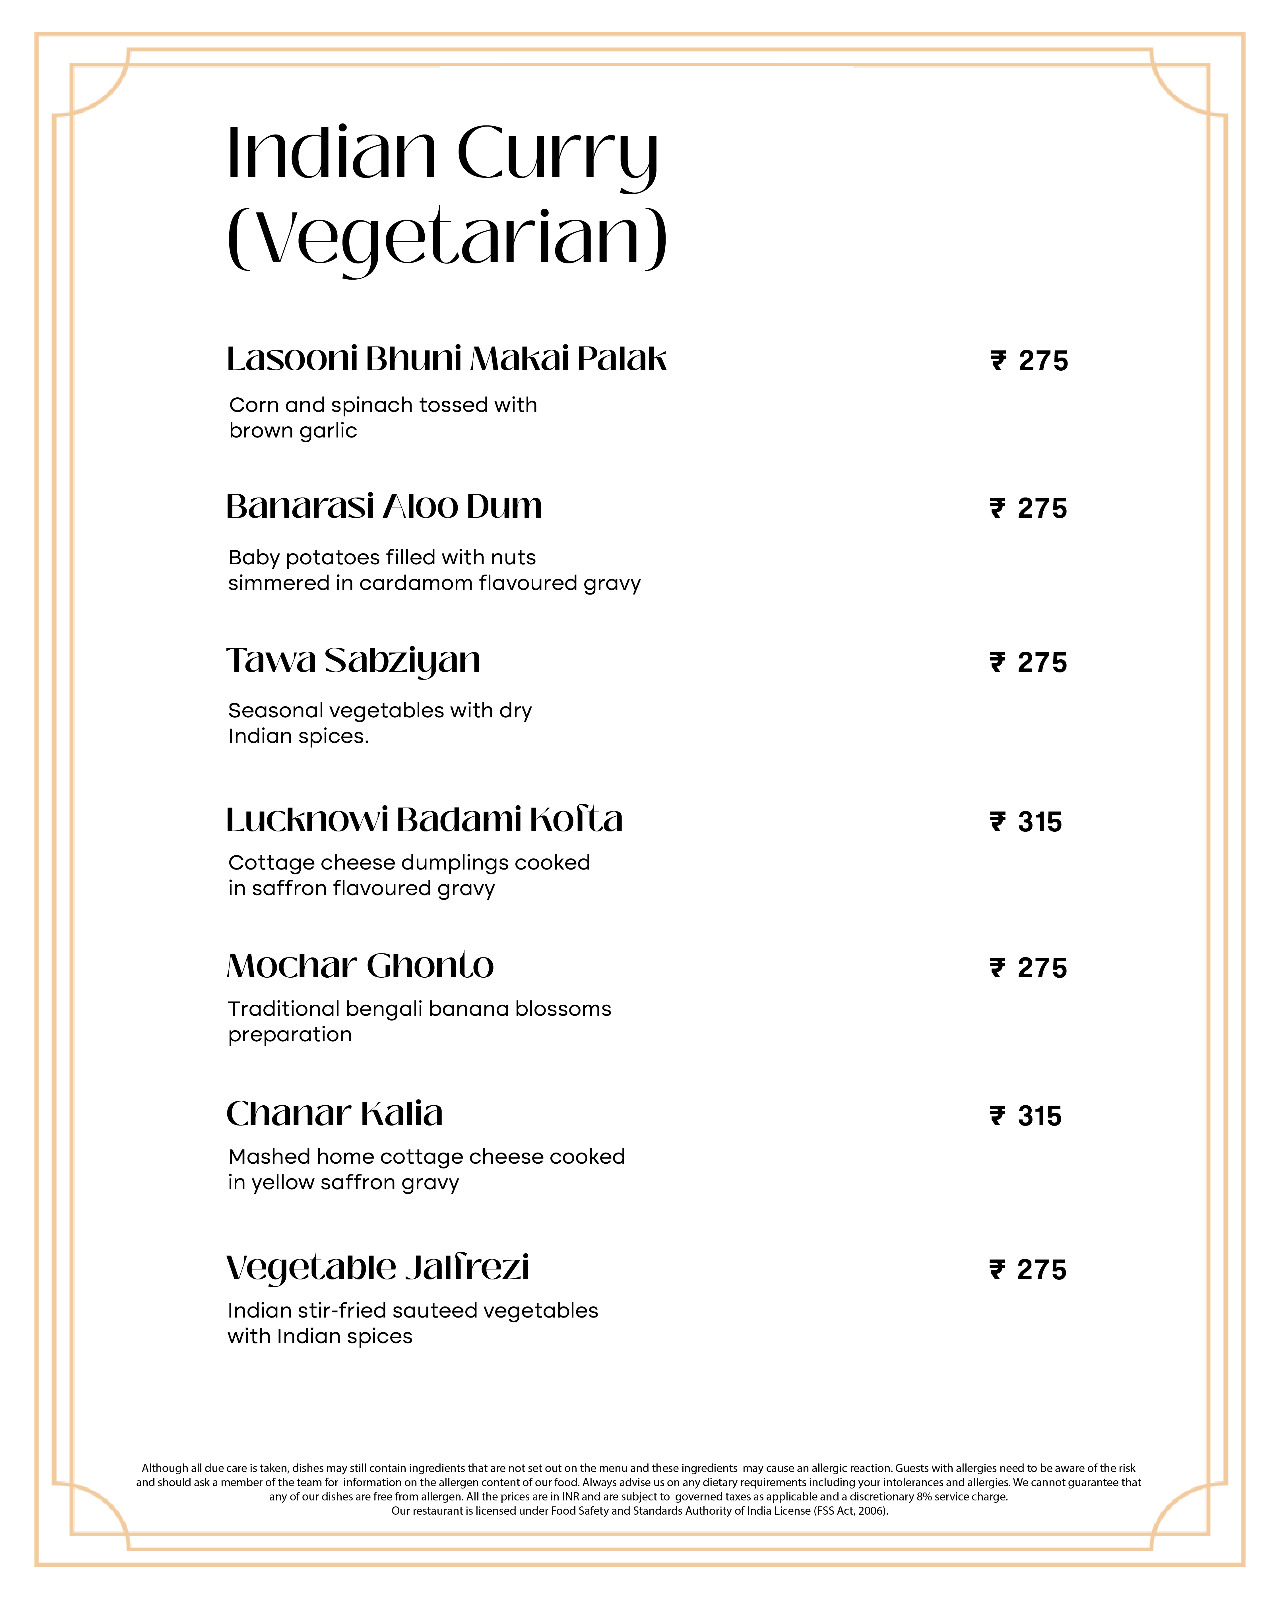 Indian Curry
(Vegetarian)
Lasooni Bhuni Makai Palak ₹ 275
Corn and spinach tossed with
brown garlic
Banarasi Aloo Dum ₹ 275
Baby potatoes filled with nuts
simmered in cardamom flavoured gravy
Tawa Sabziyan ₹ 275
Seasonal vegetables with dry
Indian spices.
Lucknowi Badami Kofta ₹ 315
Cottage cheese dumplings cooked
in saffron flavoured gravy
Mochar Ghonto ₹ 275
Traditional bengali banana blossoms
preparation
Chanar Kalia ₹ 315
Mashed home cottage cheese cooked
in yellow saffron gravy
Vegetable Jalfrezi ₹ 275
Indian stir-fried sauteed vegetables
with Indian spices
Although all due care is taken, dishes may still contain ingredients that are not set out on the menu and these ingredients may cause an allergic reaction. Guests with allergies need to be aware of the risk
and should ask a member of the team for information on the allergen content of our food. Always advise us on any dietary requirements including your intolerances and allergies. We cannot guarantee that
any of our dishes are free from allergen. All the prices are in INR and are subject to governed taxes as applicable and a discretionary 8% service charge.
Our restaurant is licensed under Food Safety and Standards Authority of India License (FSS Act, 2006).